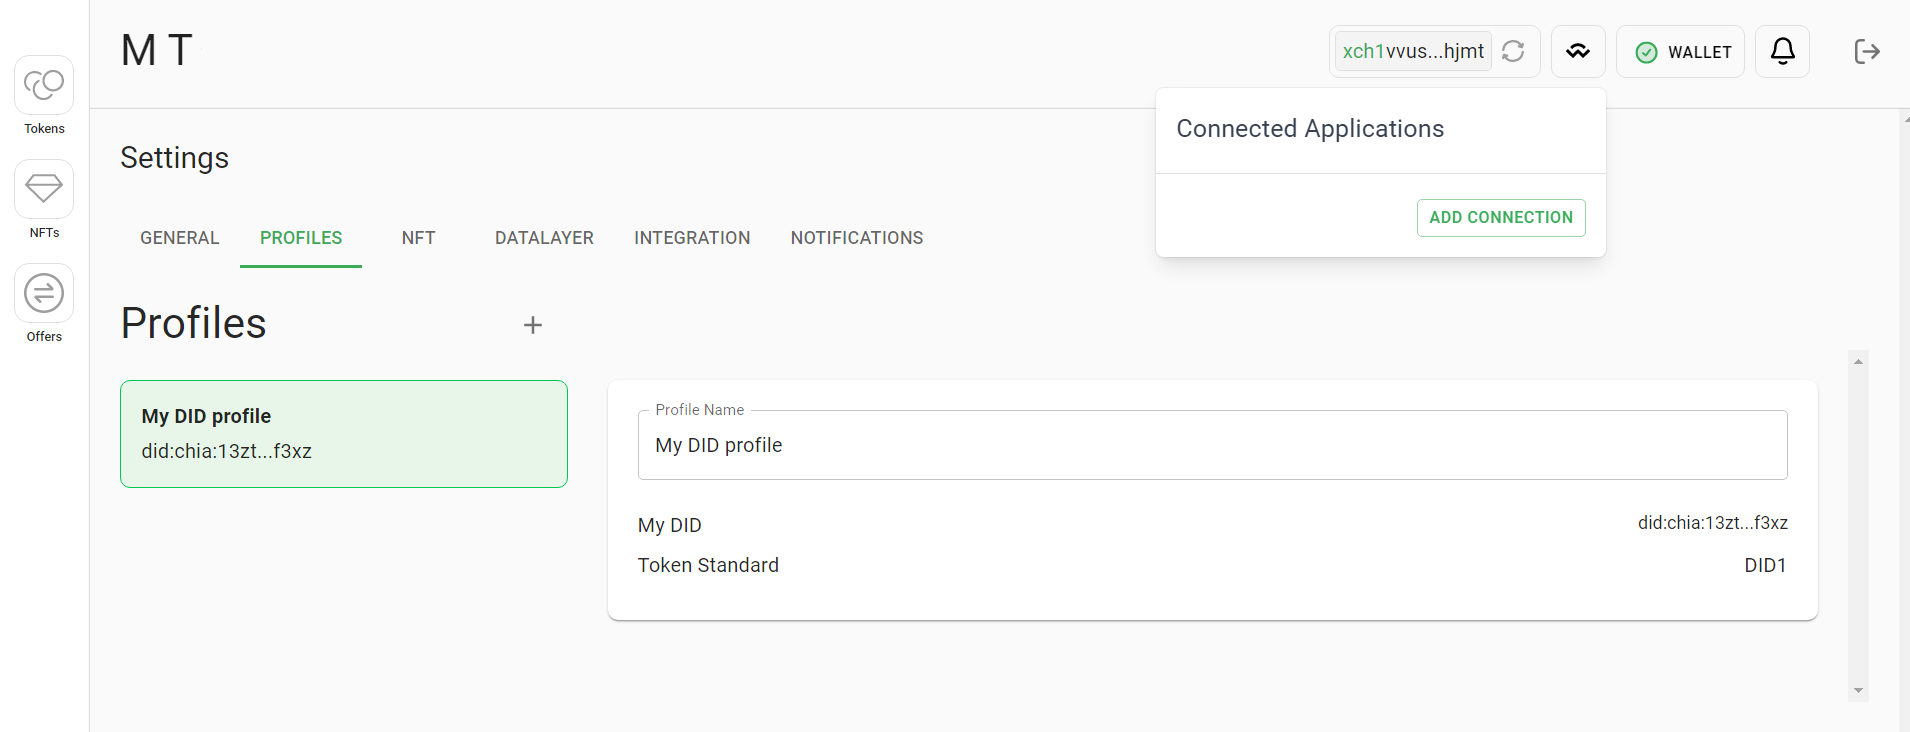 M T
xch1vvus...hjmt
WALLET
Tokens
NFTs
Offers
Connected Applications
ADD CONNECTION
Settings
GENERAL PROFILES NFT DATALAYER INTEGRATION NOTIFICATIONS
Profiles +
My DID profile
did:chia:13zt...f3xz
Profile Name
My DID profile
My DID did:chia:13zt...f3xz
Token Standard DID1